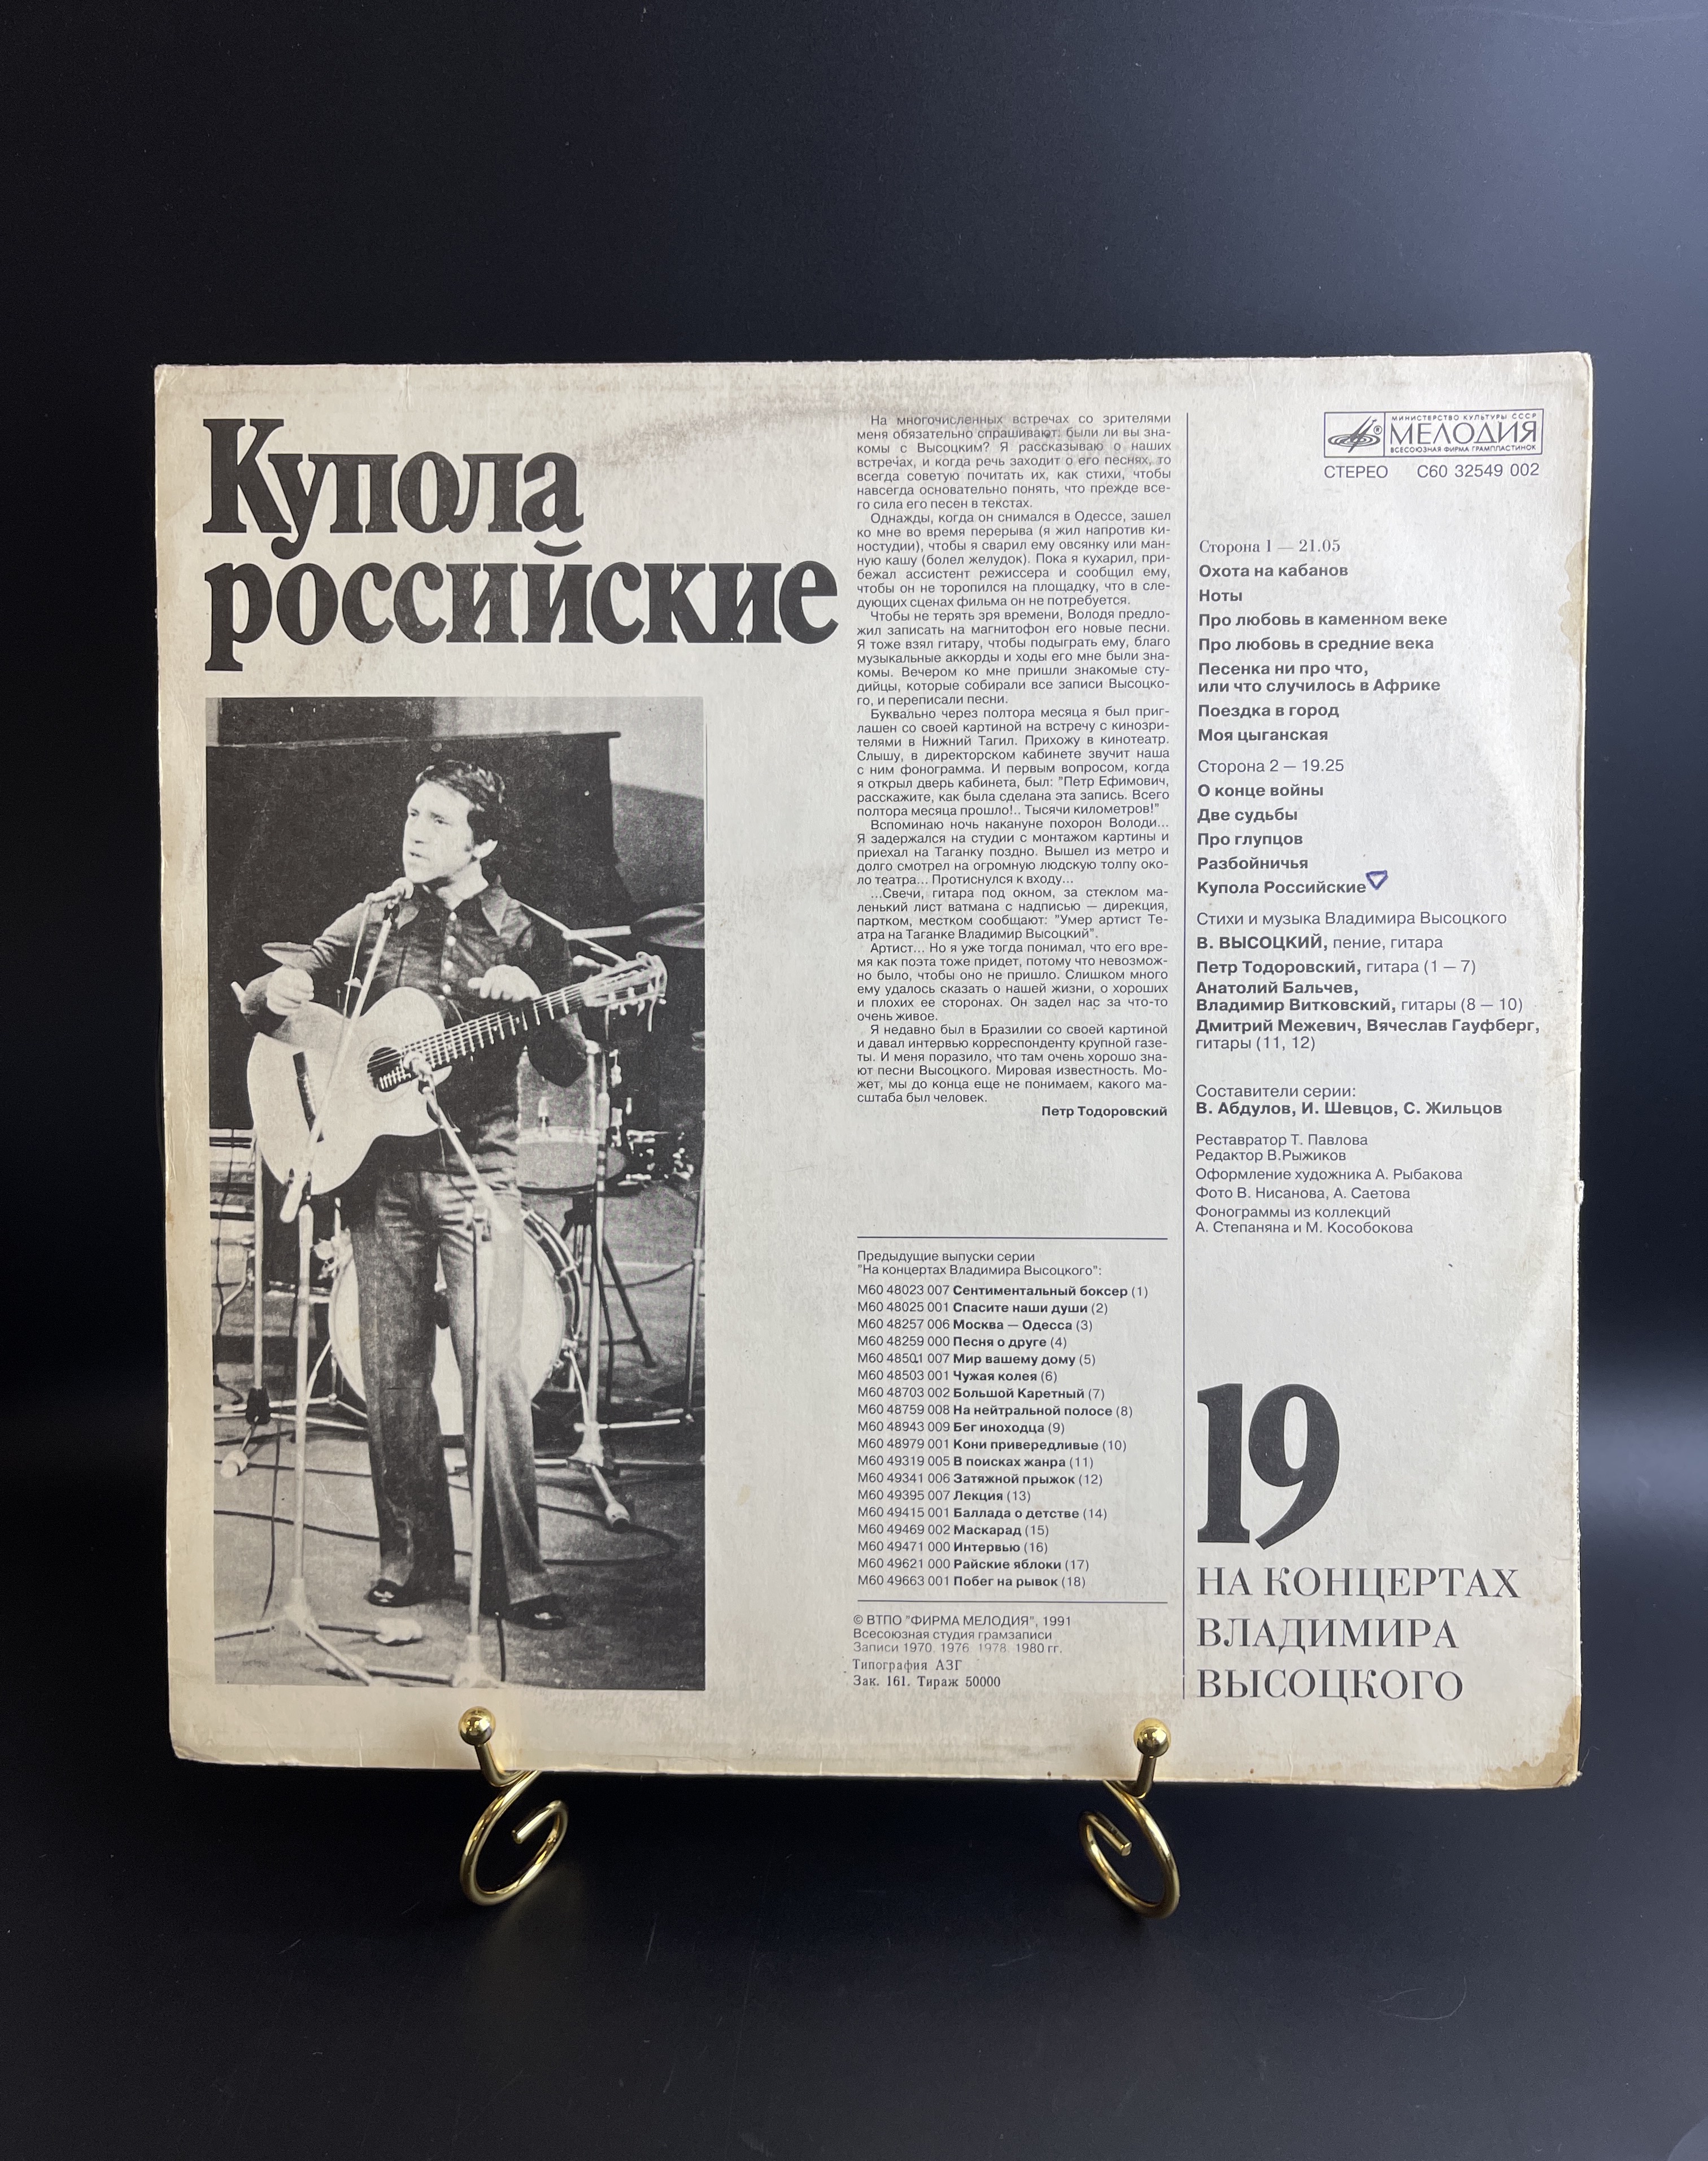 Купола
российские
На многочисленных встречах со зрителями
меня обязательно спрашивают: были ли вы зна-
комы с Высоцким? Я рассказываю о наших
встречах, и когда речь заходит о его песнях, то
всегда советую почитать их, как стихи, чтобы
навсегда основательно понять, что прежде все-
го сила его песен в текстах.
Однажды, когда он снимался в Одессе, зашел
ко мне во время перерыва (я жил напротив ки-
ностудии), чтобы я сварил ему овсянку или ман-
ную кашу (болел желудок). Пока я кухарил, при-
бежал ассистент режиссера и сообщил ему,
чтобы он не торопился на площадку, что в сле-
дующих сценах фильма он не потребуется.
Чтобы не терять зря времени, Володя предло-
жил записать на магнитофон его новые песни.
Я тоже взял гитару, чтобы подыграть ему, благо
музыкальные аккорды и ходы его мне были зна-
комы. Вечером ко мне пришли знакомые сту-
дийцы, которые собирали все записи Высоцко-
го, и переписали песни.
Буквально через полтора месяца я был приг-
лашен со своей картиной на встречу с кинозри-
телями в Нижний Тагил. Прихожу в кинотеатр.
Слышу, в директорском кабинете звучит наша
с ним фонограмма. И первым вопросом, когда
я открыл дверь кабинета, был: "Петр Ефимович,
расскажите, как была сделана эта запись. Всего
полтора месяца прошло!.. Тысячи километров!"
Вспоминаю ночь накануне похорон Володи...
Я задержался на студии с монтажом картины и
приехал на Таганку поздно. Вышел из метро и
долго смотрел на огромную людскую толпу око-
ло театра... Протиснулся к входу...
...Свечи, гитара под окном, за стеклом ма-
ленький лист ватмана с надписью — дирекция,
партком, местком сообщают: "Умер артист Те-
атра на Таганке Владимир Высоцкий".
Артист... Но я уже тогда понимал, что его вре-
мя как поэта тоже придет, потому что невозмож-
но было, чтобы оно не пришло. Слишком много
ему удалось сказать о нашей жизни, о хороших
и плохих ее сторонах. Он задел нас за что-то
очень живое.
Я недавно был в Бразилии со своей картиной
и давал интервью корреспонденту крупной газе-
ты. И меня поразило, что там очень хорошо зна-
ют песни Высоцкого. Мировая известность. Мо-
жет, мы до конца еще не понимаем, какого ма-
сштаба был человек.
Петр Тодоровский
Предыдущие выпуски серии
"На концертах Владимира Высоцкого":
М60 48023 007 Сентиментальный боксер (1)
М60 48025 001 Спасите наши души (2)
М60 48257 006 Москва — Одесса (3)
М60 48259 000 Песня о друге (4)
М60 48501 007 Мир вашему дому (5)
М60 48503 001 Чужая колея (6)
М60 48703 002 Большой Каретный (7)
М60 48759 008 На нейтральной полосе (8)
М60 48943 009 Бег иноходца (9)
М60 48979 001 Кони привередливые (10)
М60 49319 005 В поисках жанра (11)
М60 49341 006 Затяжной прыжок (12)
М60 49395 007 Лекция (13)
М60 49415 001 Баллада о детстве (14)
М60 49469 002 Маскарад (15)
М60 49471 000 Интервью (16)
М60 49621 000 Райские яблоки (17)
М60 49663 001 Побег на рывок (18)
© ВТПО "ФИРМА МЕЛОДИЯ", 1991
Всесоюзная студия грамзаписи
Записи 1970, 1976, 1978, 1980 гг.
Типография АЗГ
Зак. 161. Тираж 50000
МИНИСТЕРСТВО КУЛЬТУРЫ СССР
МЕЛОДИЯ
ВСЕСОЮЗНАЯ ФИРМА ГРАМПЛАСТИНОК
СТЕРЕО С60 32549 002
Сторона 1 — 21.05
Охота на кабанов
Ноты
Про любовь в каменном веке
Про любовь в средние века
Песенка ни про что,
или что случилось в Африке
Поездка в город
Моя цыганская
Сторона 2 — 19.25
О конце войны
Две судьбы
Про глупцов
Разбойничья
Купола Российские
Стихи и музыка Владимира Высоцкого
В. ВЫСОЦКИЙ, пение, гитара
Петр Тодоровский, гитара (1 — 7)
Анатолий Бальчев,
Владимир Витковский, гитары (8 — 10)
Дмитрий Межевич, Вячеслав Гауфберг,
гитары (11, 12)
Составители серии:
В. Абдулов, И. Шевцов, С. Жильцов
Реставратор Т. Павлова
Редактор В.Рыжиков
Оформление художника А. Рыбакова
Фото В. Нисанова, А. Саетова
Фонограммы из коллекций
А. Степаняна и М. Кособокова
19
НА КОНЦЕРТАХ
ВЛАДИМИРА
ВЫСОЦКОГО